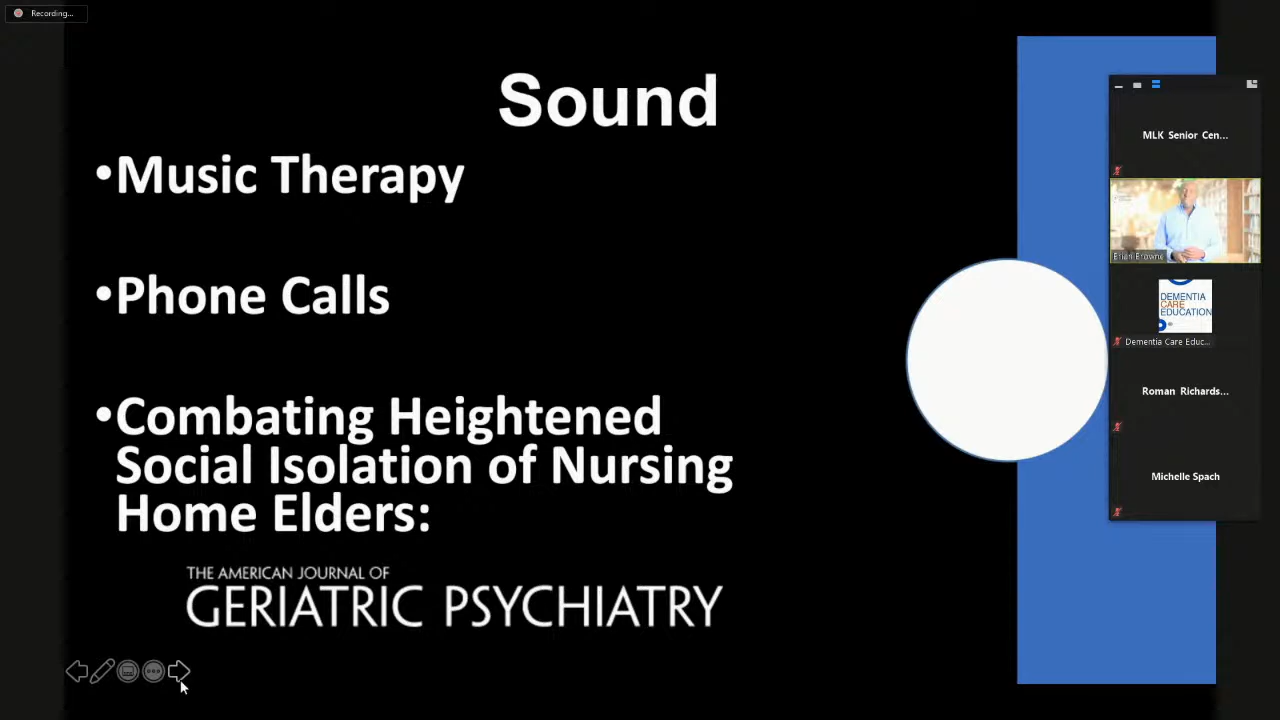 Recording...
Sound
•Music Therapy
•Phone Calls
•Combating Heightened
Social Isolation of Nursing
Home Elders:
THE AMERICAN JOURNAL OF
GERIATRIC PSYCHIATRY
MLK Senior Cen...
Brian Browne
DEMENTIA
CARE
EDUCATION
Dementia Care Educ...
Roman Richards...
Michelle Spach